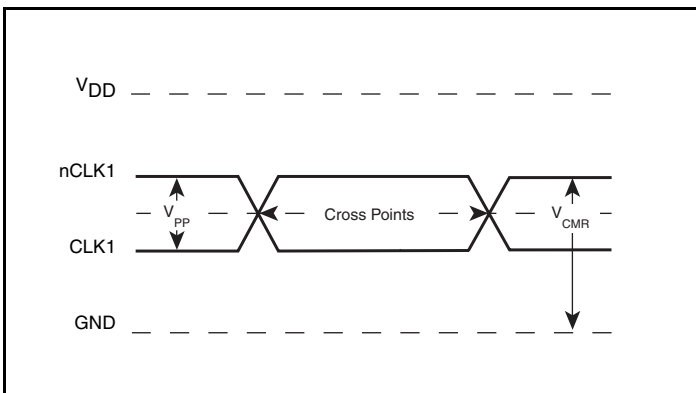 VDD
nCLK1
VPP
Cross Points
VCMR
CLK1
GND